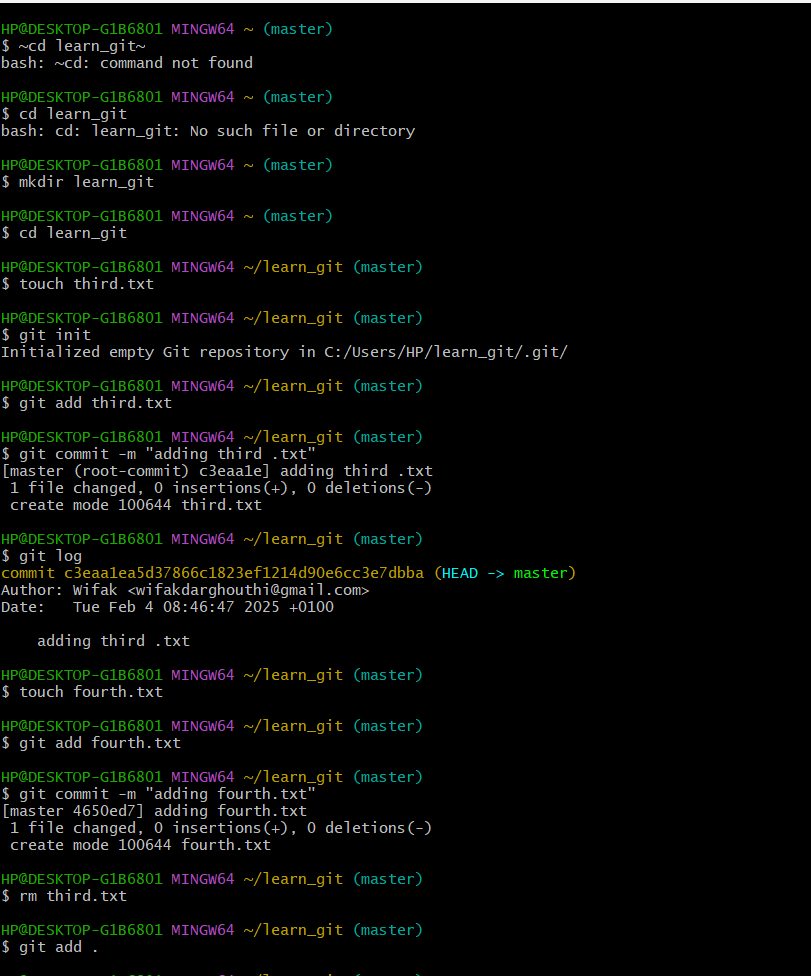 HP@DESKTOP-G1B6801 MINGW64 ~ (master)
$ ~cd learn_git~
bash: ~cd: command not found
HP@DESKTOP-G1B6801 MINGW64 ~ (master)
$ cd learn_git
bash: cd: learn_git: No such file or directory
HP@DESKTOP-G1B6801 MINGW64 ~ (master)
$ mkdir learn_git
HP@DESKTOP-G1B6801 MINGW64 ~ (master)
$ cd learn_git
HP@DESKTOP-G1B6801 MINGW64 ~/learn_git (master)
$ touch third.txt
HP@DESKTOP-G1B6801 MINGW64 ~/learn_git (master)
$ git init
Initialized empty Git repository in C:/Users/HP/learn_git/.git/
HP@DESKTOP-G1B6801 MINGW64 ~/learn_git (master)
$ git add third.txt
HP@DESKTOP-G1B6801 MINGW64 ~/learn_git (master)
$ git commit -m "adding third .txt"
[master (root-commit) c3eaa1e] adding third .txt
 1 file changed, 0 insertions(+), 0 deletions(-)
 create mode 100644 third.txt
HP@DESKTOP-G1B6801 MINGW64 ~/learn_git (master)
$ git log
commit c3eaa1ea5d37866c1823ef1214d90e6cc3e7dbba (HEAD -> master)
Author: Wifak <wifakdarghouthi@gmail.com>
Date:   Tue Feb 4 08:46:47 2025 +0100
    adding third .txt
HP@DESKTOP-G1B6801 MINGW64 ~/learn_git (master)
$ touch fourth.txt
HP@DESKTOP-G1B6801 MINGW64 ~/learn_git (master)
$ git add fourth.txt
HP@DESKTOP-G1B6801 MINGW64 ~/learn_git (master)
$ git commit -m "adding fourth.txt"
[master 4650ed7] adding fourth.txt
 1 file changed, 0 insertions(+), 0 deletions(-)
 create mode 100644 fourth.txt
HP@DESKTOP-G1B6801 MINGW64 ~/learn_git (master)
$ rm third.txt
HP@DESKTOP-G1B6801 MINGW64 ~/learn_git (master)
$ git add .